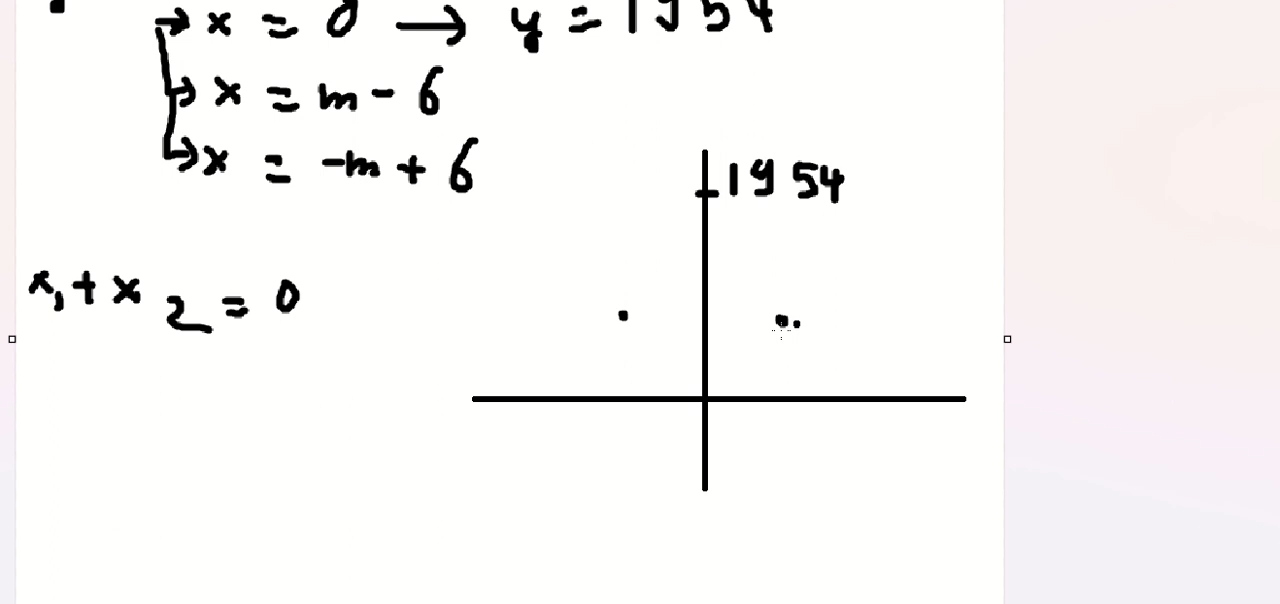 → x = 0 → y = 1954
→ x = m - 6
→ x = -m + 6
1954
x₁ + x₂ = 0